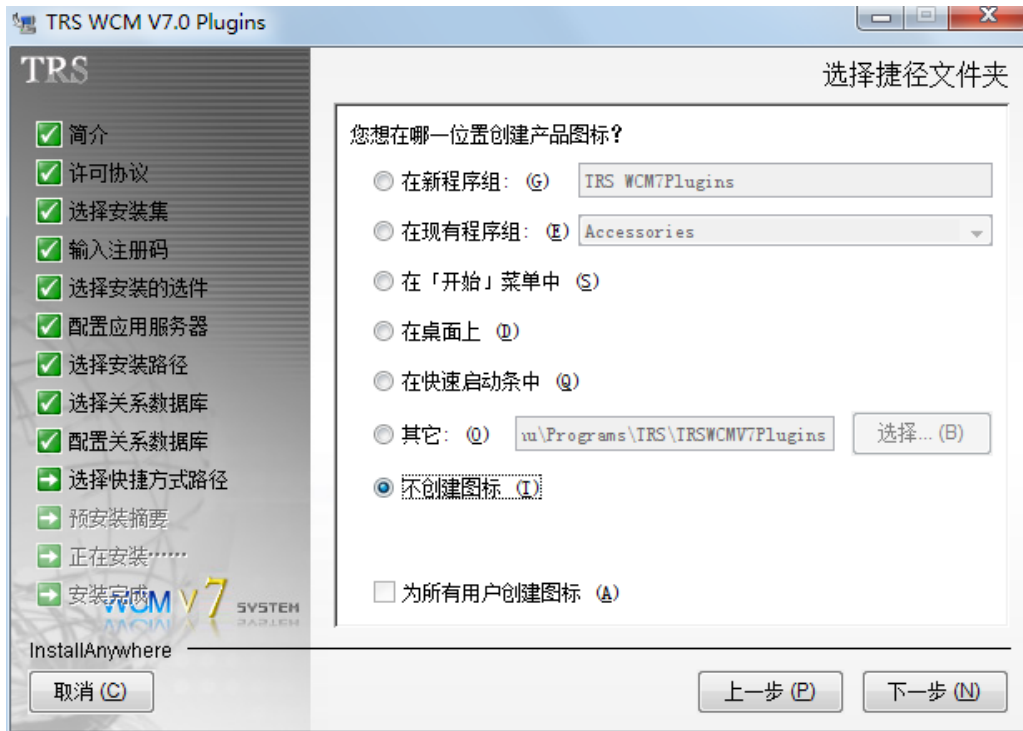 TRS WCM V7.0 Plugins
TRS
选择捷径文件夹
简介
许可协议
选择安装集
输入注册码
选择安装的选件
配置应用服务器
选择安装路径
选择关系数据库
配置关系数据库
选择快捷方式路径
预安装摘要
正在安装……
安装完成
WCM V7 SYSTEM
您想在哪一位置创建产品图标？
在新程序组： (G) TRS WCM7Plugins
在现有程序组： (E) Accessories
在「开始」菜单中 (S)
在桌面上 (D)
在快速启动条中 (Q)
其它： (O) \Programs\TRS\TRSWCMV7Plugins 选择... (B)
不创建图标 (I)
为所有用户创建图标 (A)
InstallAnywhere
取消 (C) 上一步 (P) 下一步 (N)